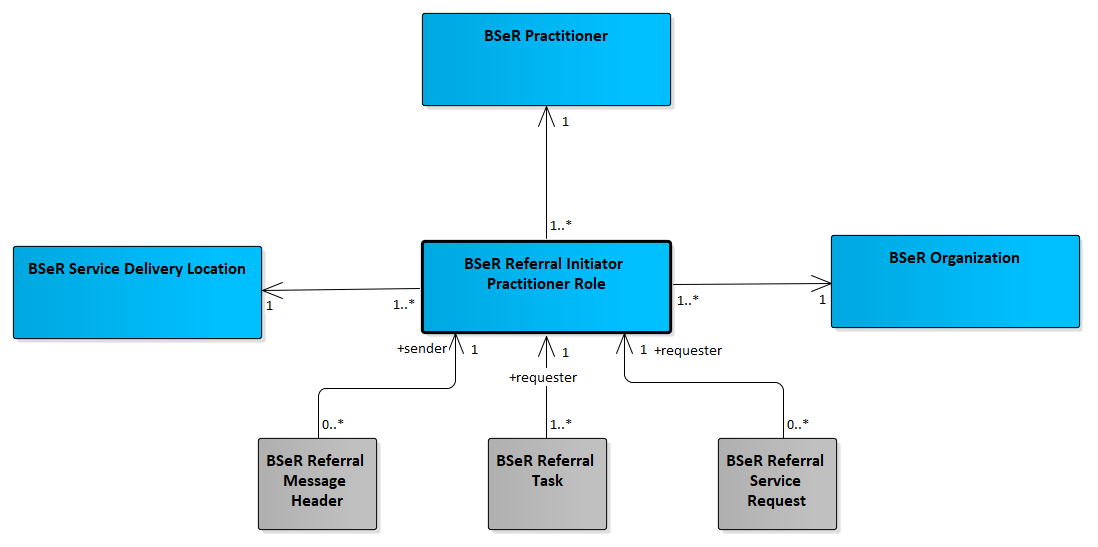 BSeR Practitioner
1
1..*
BSeR Service Delivery Location
BSeR Referral Initiator
Practitioner Role
BSeR Organization
1
1..*
1..*
1
+sender
1
1
1
+requester
+requester
0..*
1..*
0..*
BSeR Referral
Message
Header
BSeR Referral
Task
BSeR Referral
Service
Request